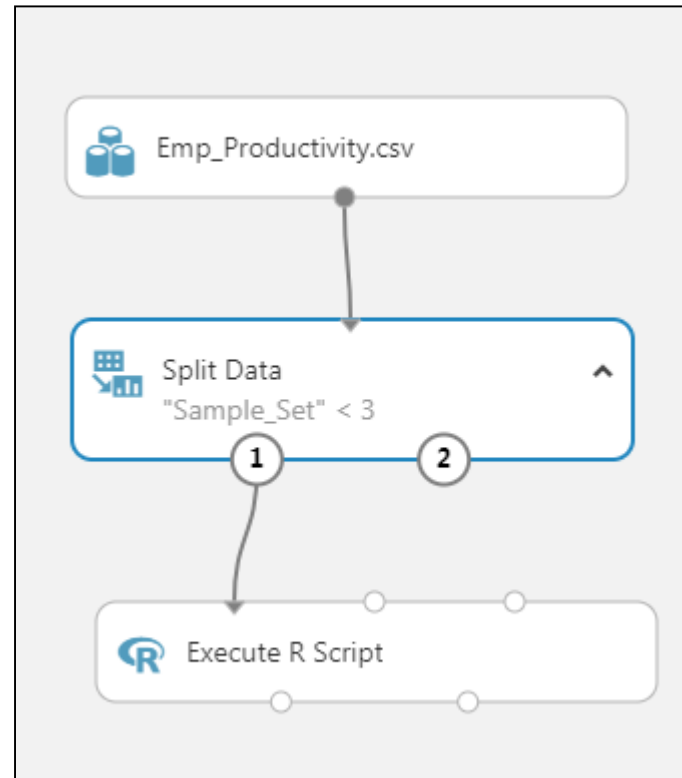 Emp_Productivity.csv
Split Data
"Sample_Set" < 3
1 2
R Execute R Script